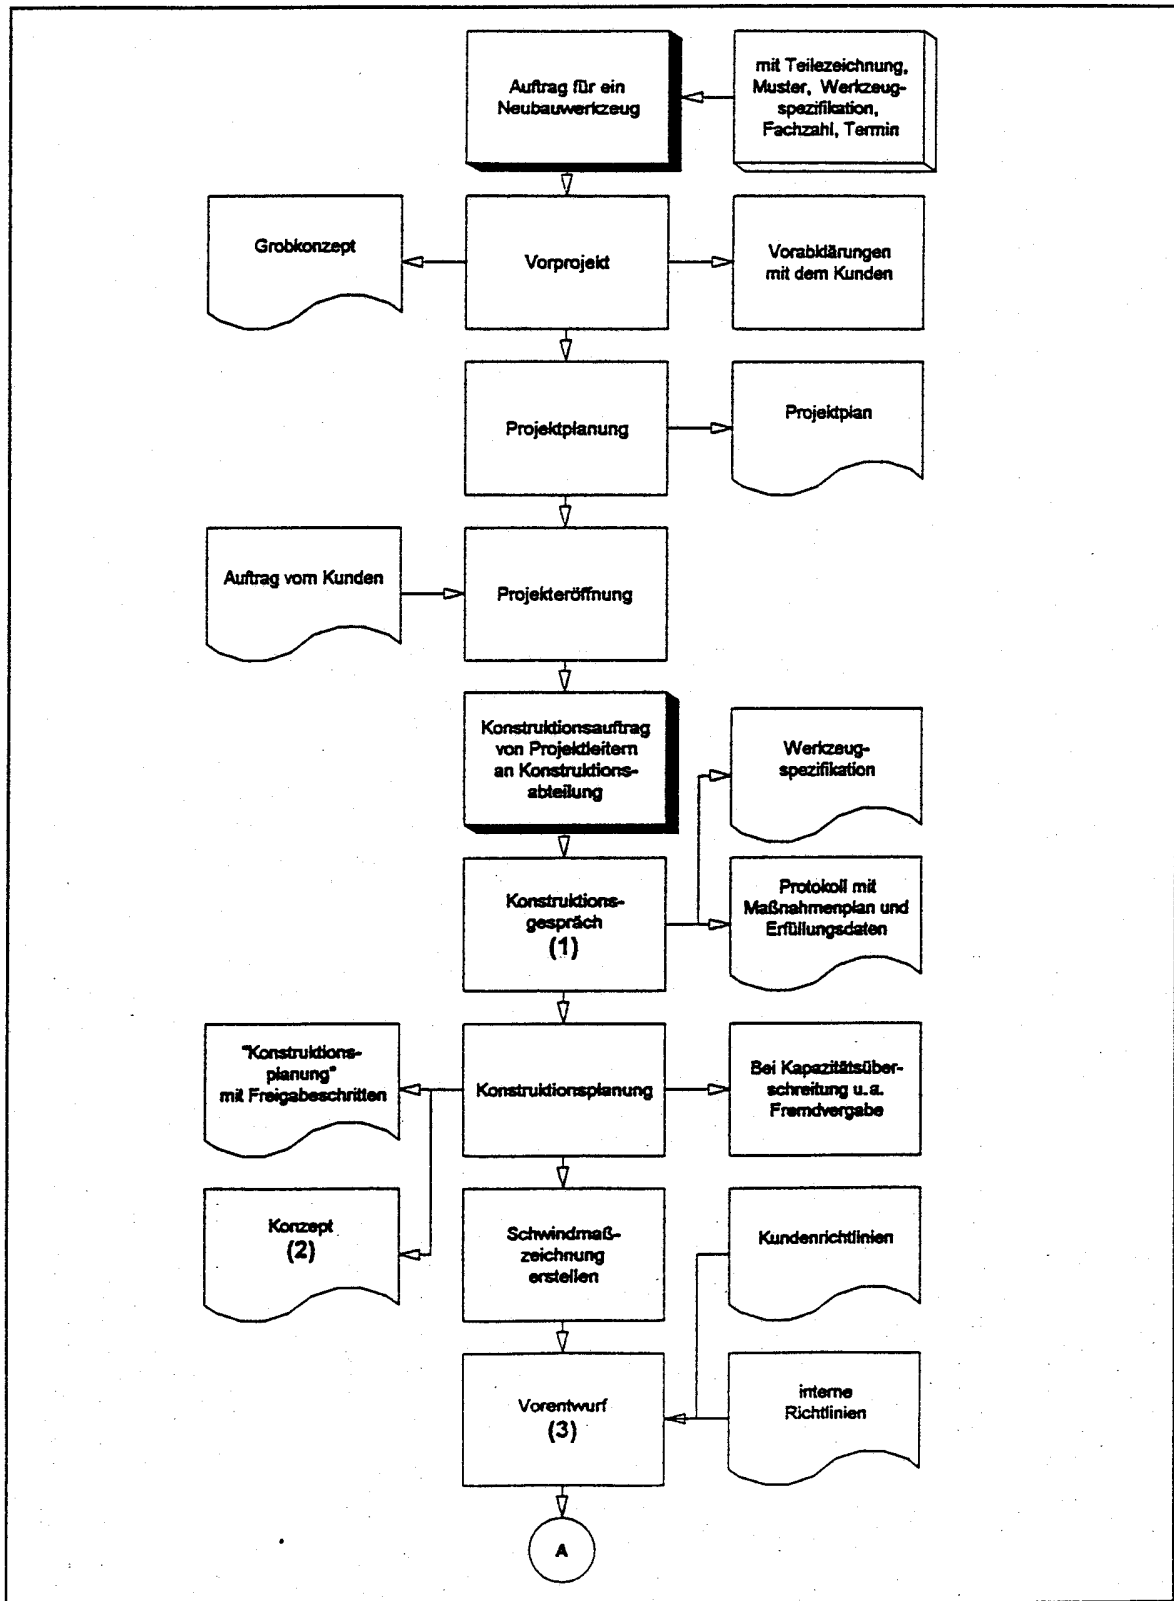 Auftrag für ein
Neubauwerkzeug
mit Teilezeichnung,
Muster, Werkzeug-
spezifikation,
Fachzahl, Termin
Grobkonzept
Vorprojekt
Vorabklärungen
mit dem Kunden
Projektplanung
Projektplan
Auftrag vom Kunden
Projekteröffnung
Konstruktionsauftrag
von Projektleitern
an Konstruktions-
abteilung
Werkzeug-
spezifikation
Konstruktions-
gespräch
(1)
Protokoll mit
Maßnahmenplan und
Erfüllungsdaten
"Konstruktions-
planung"
mit Freigabeschritten
Konstruktionsplanung
Bei Kapazitätsüber-
schreitung u.a.
Fremdvergabe
Konzept
(2)
Schwindmaß-
zeichnung
erstellen
Kundenrichtlinien
Vorentwurf
(3)
interne
Richtlinien
A